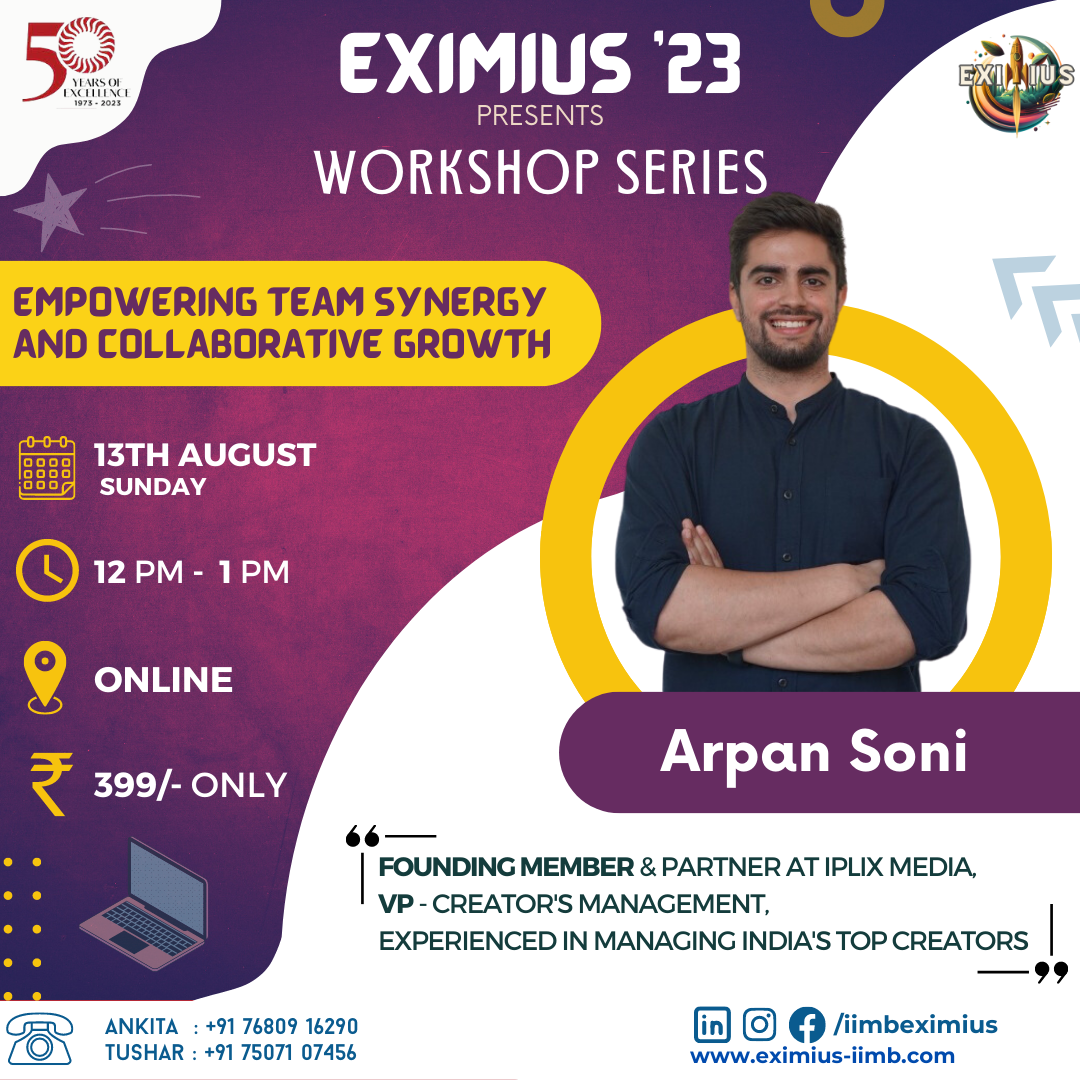 50
YEARS OF
EXCELLENCE
1973 - 2023
EXIMIUS '23
PRESENTS
WORKSHOP SERIES
EXIMIUS
EMPOWERING TEAM SYNERGY
AND COLLABORATIVE GROWTH
13TH AUGUST
SUNDAY
12 PM - 1 PM
ONLINE
₹ 399/- ONLY
Arpan Soni
❝ FOUNDING MEMBER & PARTNER AT IPLIX MEDIA,
VP - CREATOR'S MANAGEMENT,
EXPERIENCED IN MANAGING INDIA'S TOP CREATORS ❞
ANKITA : +91 76809 16290
TUSHAR : +91 75071 07456
/iimbeximius
www.eximius-iimb.com